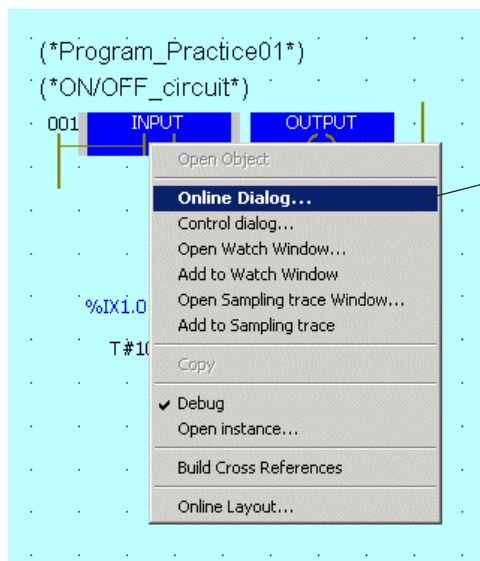 (*Program_Practice01*)
(*ON/OFF_circuit*)
001 INPUT OUTPUT
Open Object
Online Dialog...
Control dialog...
Open Watch Window...
Add to Watch Window
%IX1.0 Open Sampling trace Window...
Add to Sampling trace
T#10
Copy
Debug
Open instance...
Build Cross References
Online Layout...